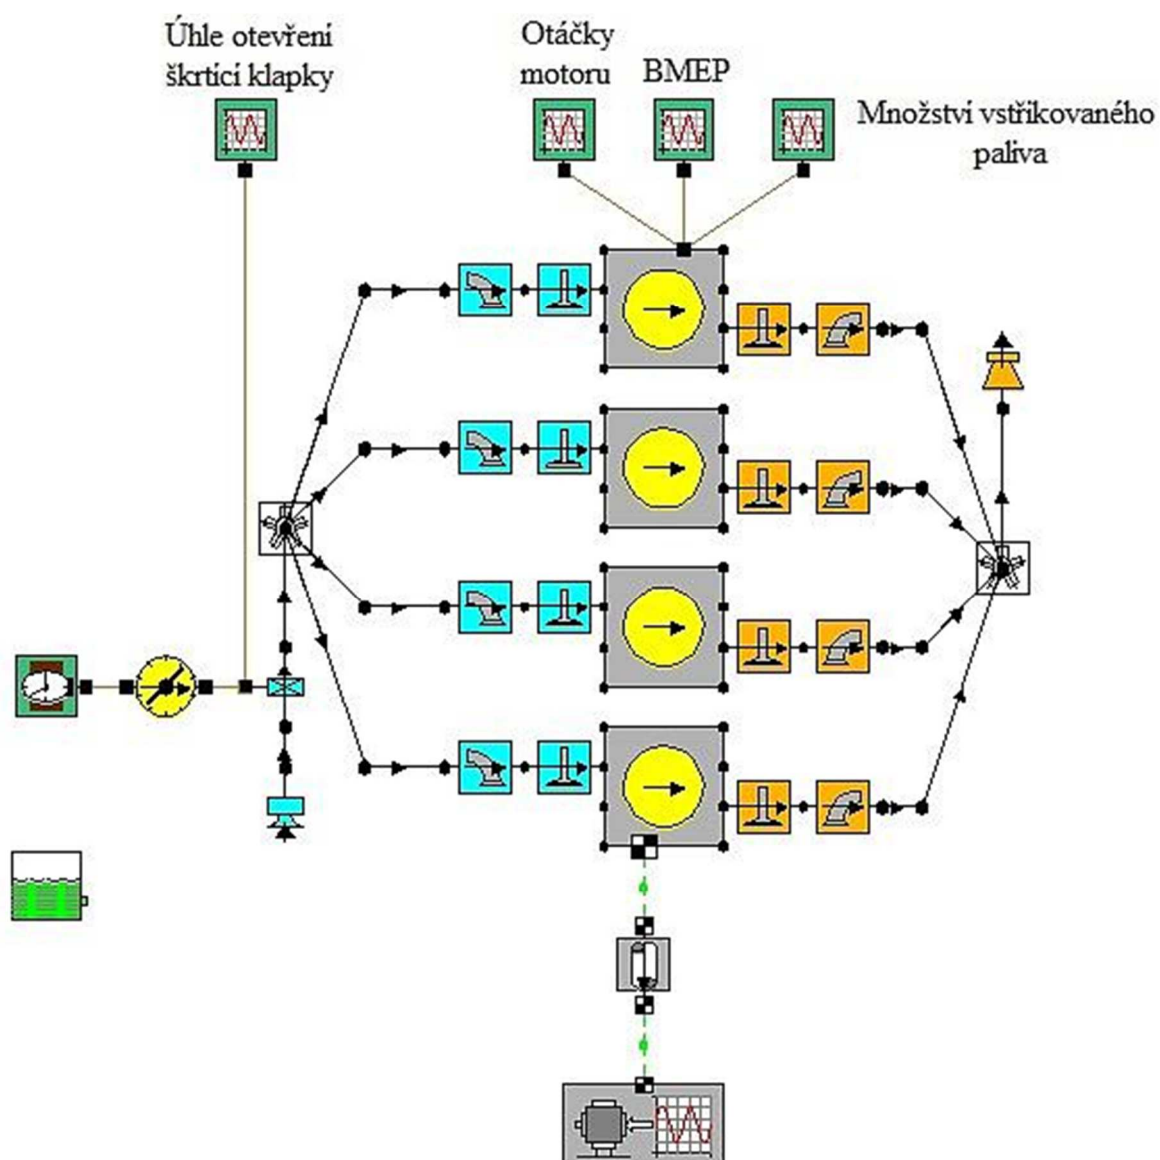 Úhle otevření
škrtící klapky
Otáčky
motoru
BMEP
Množství vstřikovaného
paliva